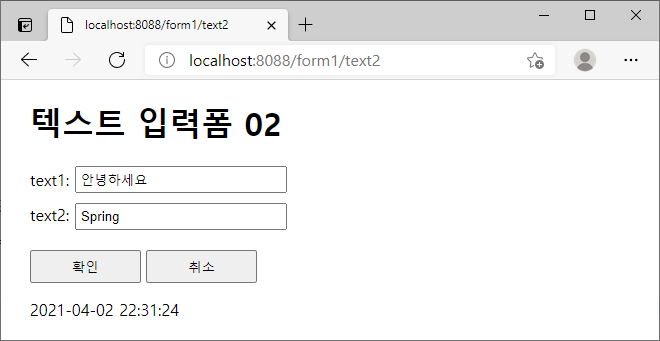 localhost:8088/form1/text2
localhost:8088/form1/text2
텍스트 입력폼 02
text1: 안녕하세요
text2: Spring
확인 취소
2021-04-02 22:31:24